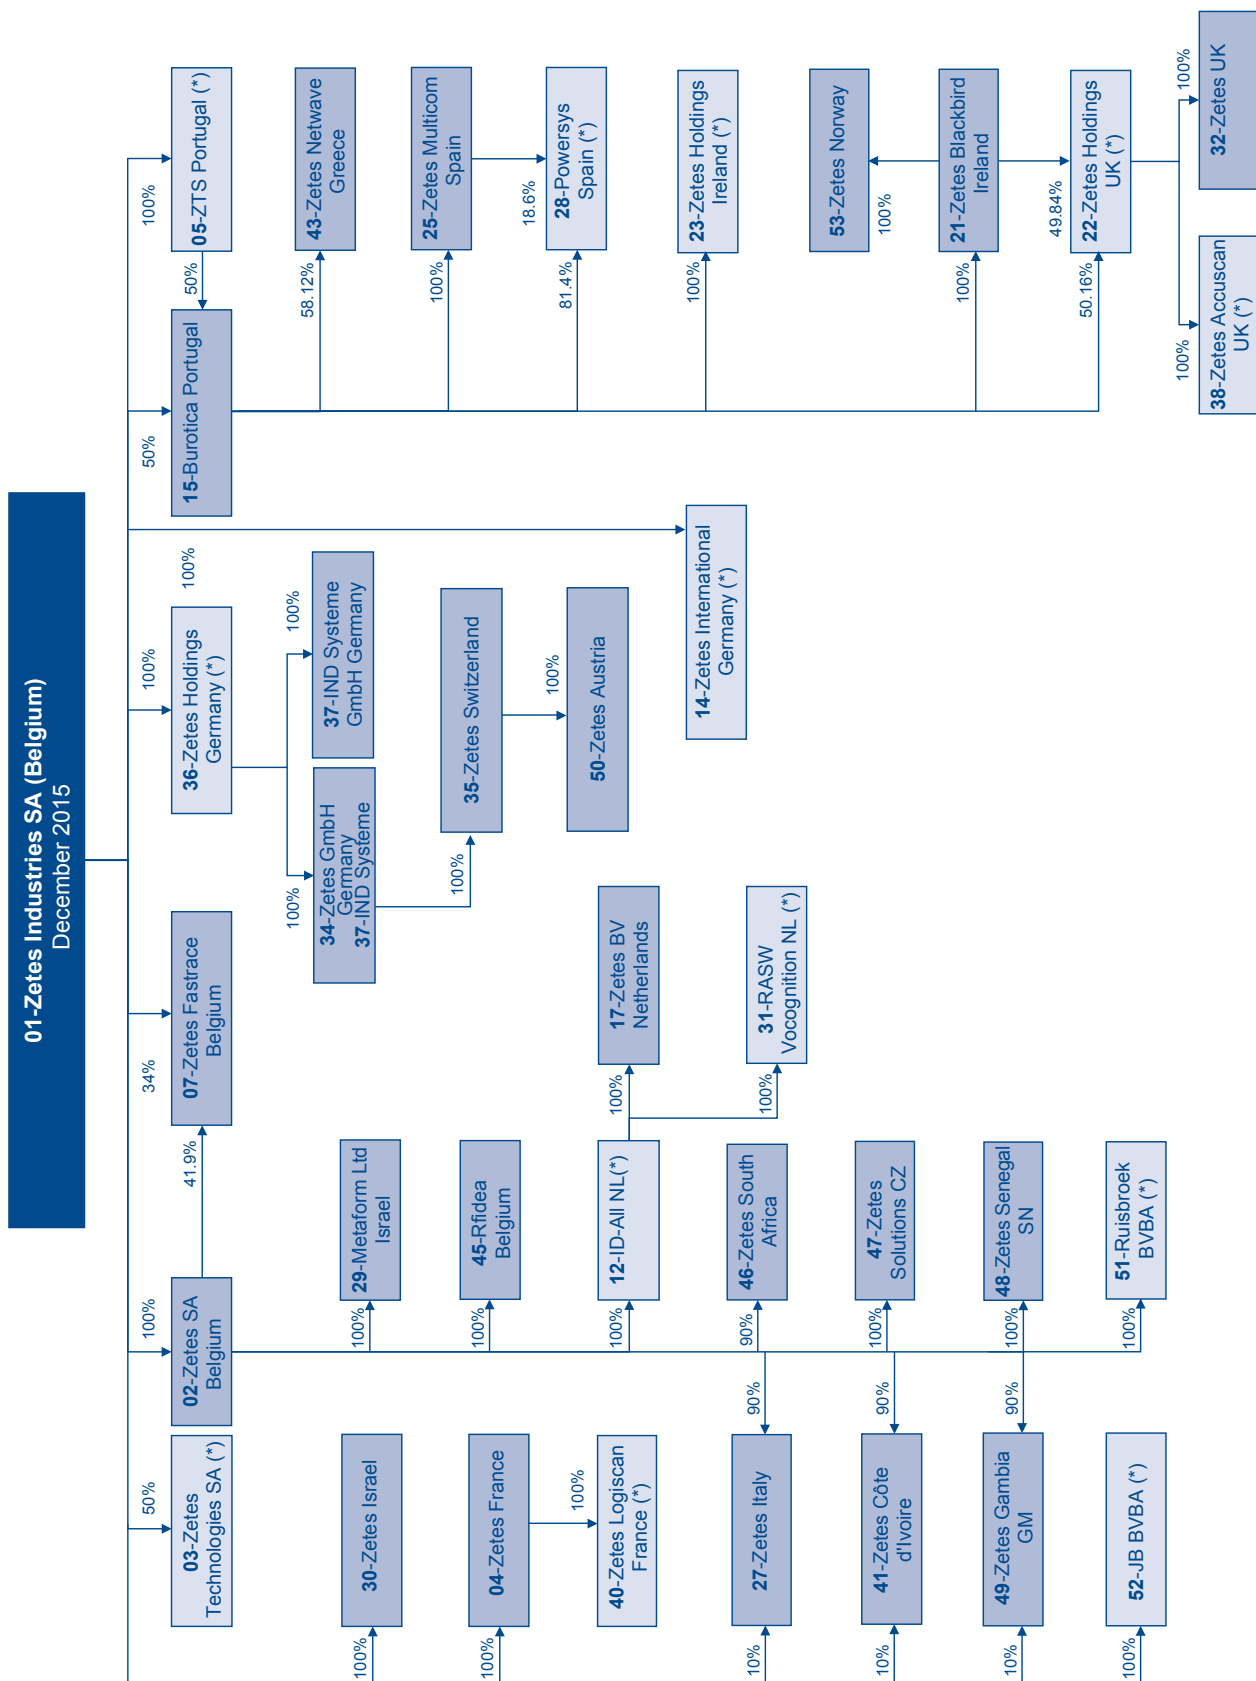 01-Zetes Industries SA (Belgium)
December 2015
50%
03-Zetes
Technologies SA (*)
100%
02-Zetes SA
Belgium
41.9%
34%
07-Zetes Fastrace
Belgium
100%
36-Zetes Holdings
Germany (*)
100%
50%
15-Burotica Portugal
50%
100%
05-ZTS Portugal (*)
100%
30-Zetes Israel
100%
04-Zetes France
100%
40-Zetes Logiscan
France (*)
10%
27-Zetes Italy
90%
10%
41-Zetes Côte
d'Ivoire
90%
10%
49-Zetes Gambia
GM
90%
100%
52-JB BVBA (*)
100%
29-Metaform Ltd
Israel
100%
45-Rfidea
Belgium
100%
12-ID-All NL(*)
100%
17-Zetes BV
Netherlands
100%
31-RASW
Vocognition NL (*)
90%
46-Zetes South
Africa
100%
47-Zetes
Solutions CZ
100%
48-Zetes Senegal
SN
100%
51-Ruisbroek
BVBA (*)
100%
34-Zetes GmbH
Germany
37-IND Systeme
100%
37-IND Systeme
GmbH Germany
100%
35-Zetes Switzerland
100%
50-Zetes Austria
14-Zetes International
Germany (*)
58.12%
43-Zetes Netwave
Greece
100%
25-Zetes Multicom
Spain
81.4%
18.6%
28-Powersys
Spain (*)
100%
23-Zetes Holdings
Ireland (*)
100%
53-Zetes Norway
100%
21-Zetes Blackbird
Ireland
50.16%
49.84%
22-Zetes Holdings
UK (*)
100%
38-Zetes Accuscan
UK (*)
100%
32-Zetes UK